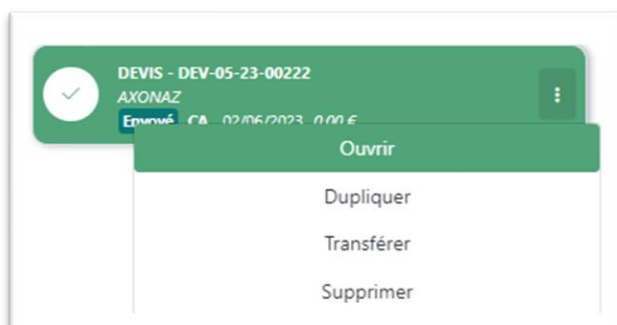 DEVIS - DEV-05-23-00222
AXONAZ
Envoyé CA 02/06/2023 0.00 €
Ouvrir
Dupliquer
Transférer
Supprimer